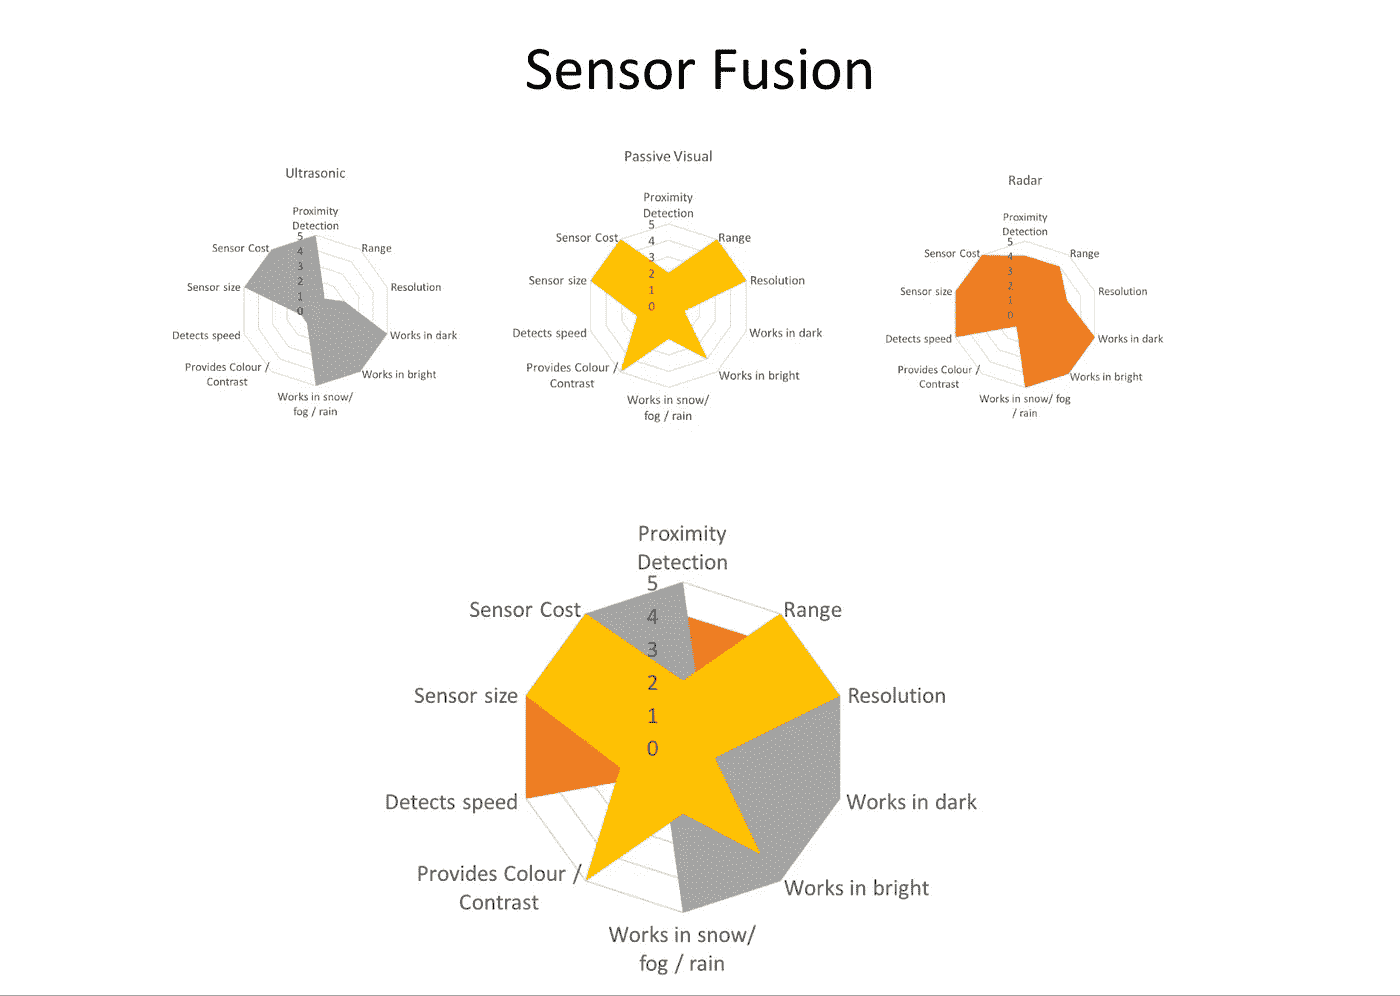 Sensor Fusion
Ultrasonic
Proximity
Detection
5
4
3
2
1
0
Range
Resolution
Works in dark
Works in bright
Works in snow/
fog / rain
Provides Colour /
Contrast
Detects speed
Sensor size
Sensor Cost
Passive Visual
Proximity
Detection
5
4
3
2
1
0
Range
Resolution
Works in dark
Works in bright
Works in snow/
fog / rain
Provides Colour /
Contrast
Detects speed
Sensor size
Sensor Cost
Radar
Proximity
Detection
5
4
3
2
1
0
Range
Resolution
Works in dark
Works in bright
Works in snow/ fog
/ rain
Provides Colour /
Contrast
Detects speed
Sensor size
Sensor Cost
Proximity
Detection
5
4
3
2
1
0
Range
Resolution
Works in dark
Works in bright
Works in snow/
fog / rain
Provides Colour /
Contrast
Detects speed
Sensor size
Sensor Cost